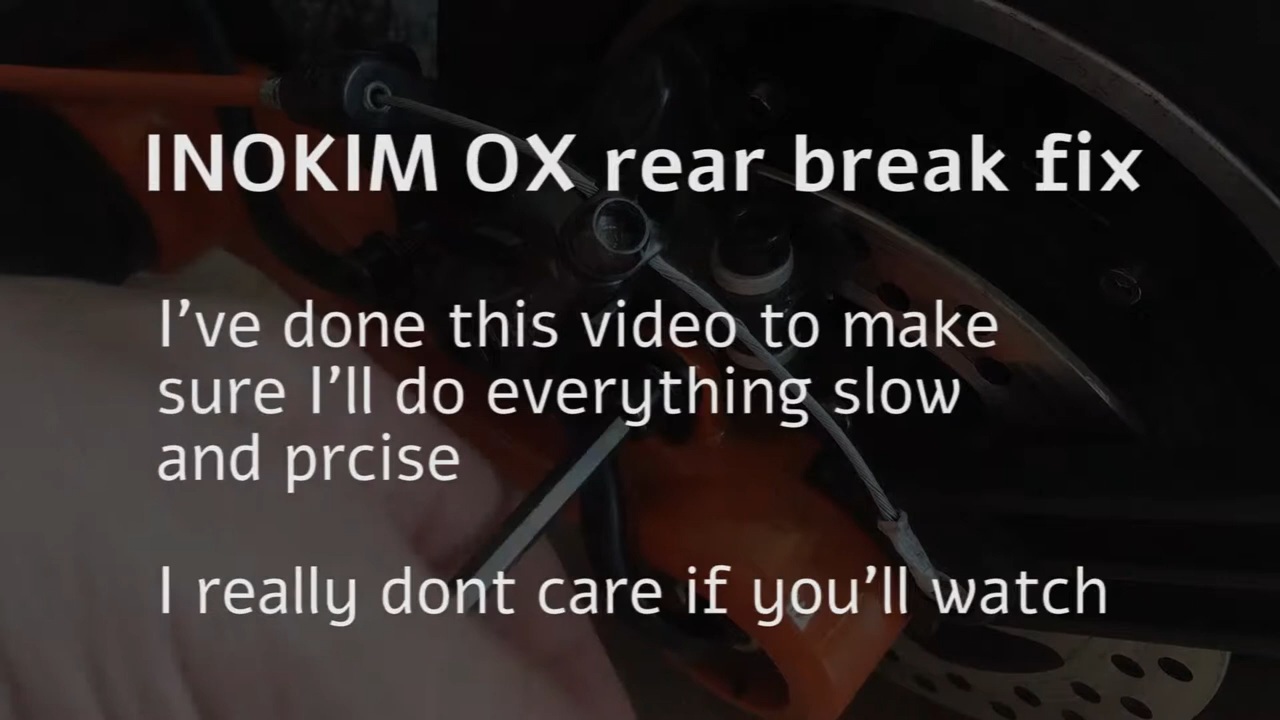 INOKIM OX rear break fix
I've done this video to make
sure I'll do everything slow
and prcise
I really dont care if you'll watch